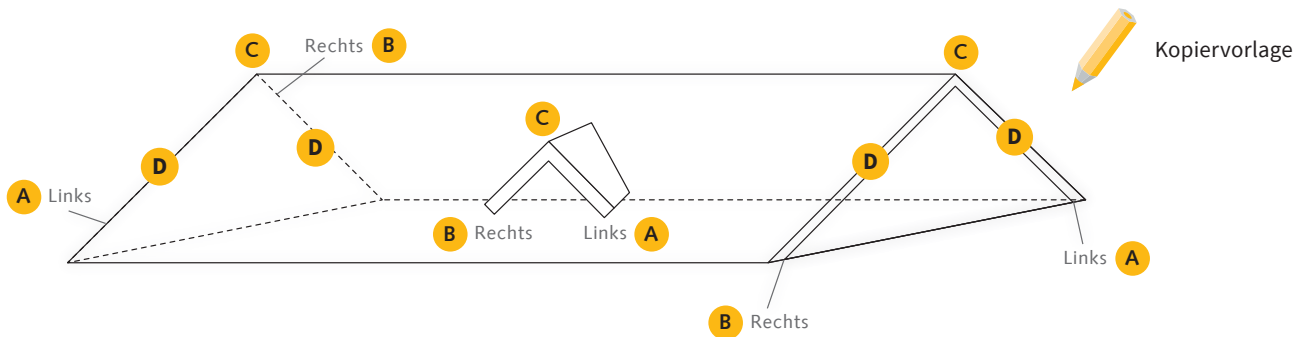 C
Rechts B
C
Kopiervorlage
C
D
D
D
D
A Links
B Rechts
Links A
Links A
B Rechts